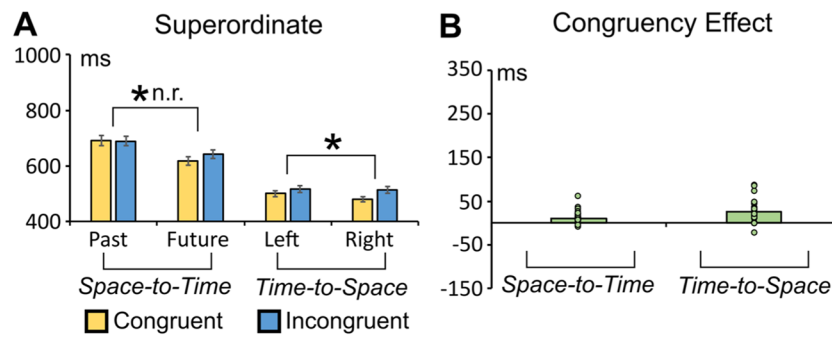 A
Superordinate
1000
ms
800
600
400
* n.r.
*
Past
Future
Left
Right
Space-to-Time
Time-to-Space
Congruent
Incongruent
B
Congruency Effect
350
ms
250
150
50
-50
-150
Space-to-Time
Time-to-Space